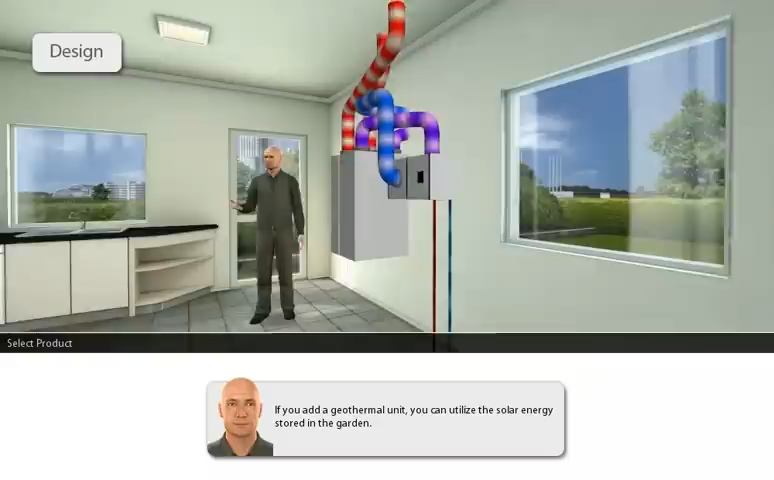 Design
Select Product
If you add a geothermal unit, you can utilize the solar energy
stored in the garden.